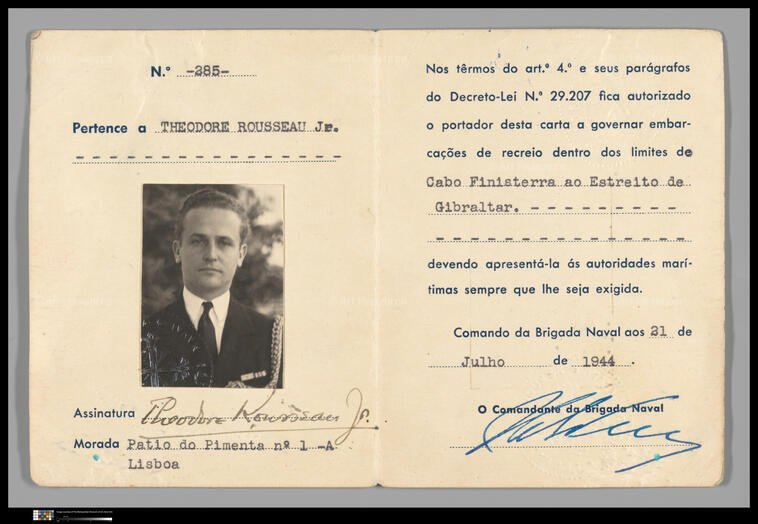 N.º -285-
Pertence a THEODORE ROUSSEAU Jr.
Assinatura Theodore Rousseau Jr.
Morada Patio do Pimenta nº 1 -A
Lisboa
Nos têrmos do art.º 4.º e seus parágrafos
do Decreto-Lei N.º 29.207 fica autorizado
o portador desta carta a governar embar-
cações de recreio dentro dos limites de
Cabo Finisterra ao Estreito de
Gibraltar.
devendo apresentá-la ás autoridades marí-
timas sempre que lhe seja exigida.
Comando da Brigada Naval aos 21 de
Julho de 1944.
O Comandante da Brigada Naval